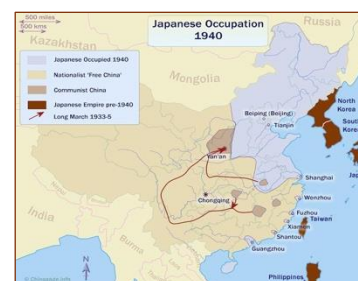 500 miles
500 kms
Japanese Occupation
1940
Russia
Kazakhstan
Mongolia
Japanese Occupied 1940
Nationalist 'Free China'
Communist China
Japanese Empire pre-1940
Long March 1933-5
Beijing (Beiping)
Tianjin
North
Korea
South
Korea
Yan'an
Shanghai
Chongqing
Wenzhou
Fuzhou
Taiwan
Xiamen
Shantou
Guangzhou
India
Burma
N
Philippines